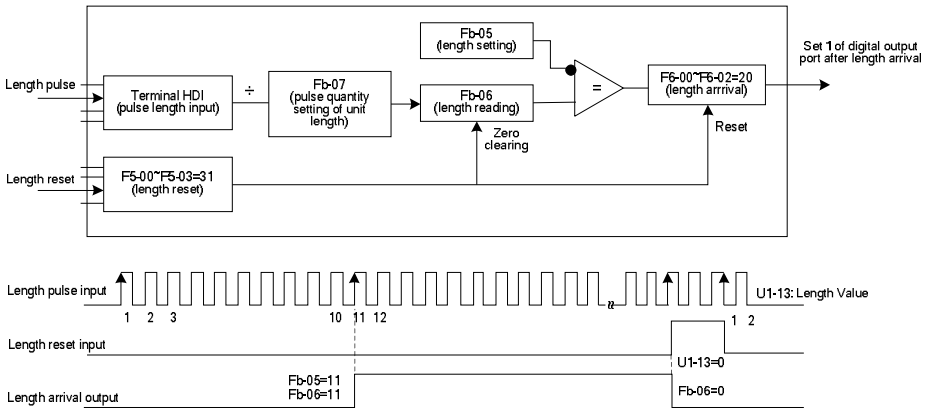 Fb-05
(length setting)
Set 1 of digital output
port after length arrival
Length pulse
Terminal HDI
(pulse length input)
÷
Fb-07
(pulse quantity
setting of unit
length)
Fb-06
(length reading)
=
F6-00~F6-02=20
(length arrrival)
Zero
clearing
Reset
Length reset
F5-00~F5-03=31
(length reset)
Length pulse input
U1-13: Length Value
1 2 3 10 11 12 1 2
Length reset input
U1-13=0
Fb-05=11
Fb-06=11
Fb-06=0
Length arrival output